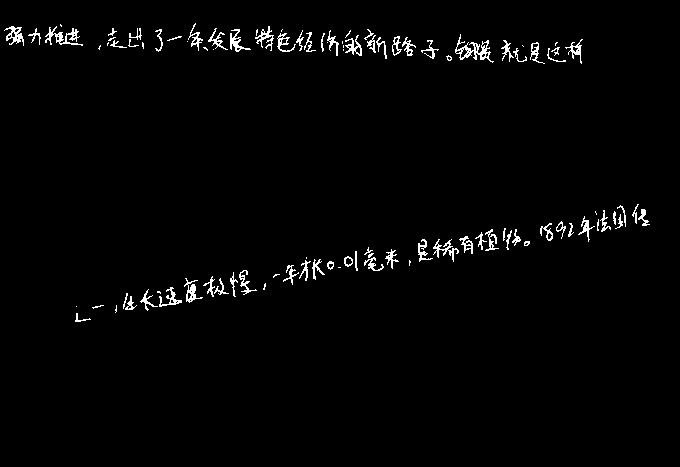 强力推进,走出了一条发展特色经济的新路子。钢强就是这样
之一,生长速度极慢,一年长0.01毫米,是稀有植物。1892年法国传